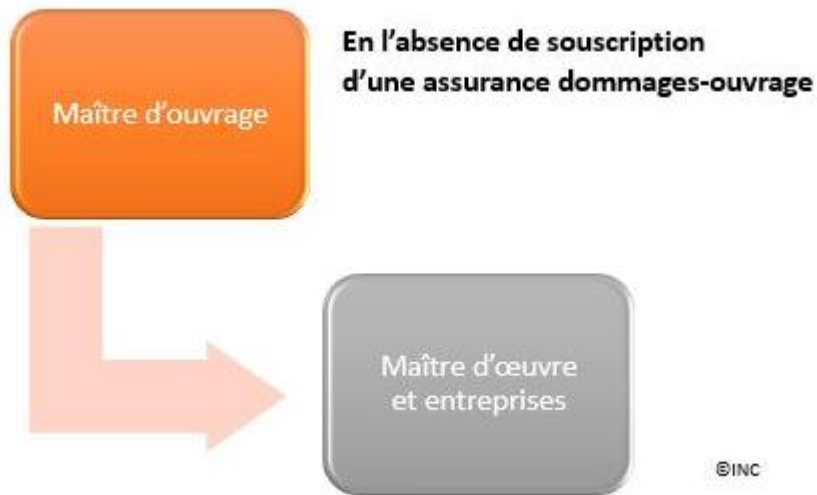 En l’absence de souscription
d’une assurance dommages-ouvrage
Maître d’ouvrage
Maître d’œuvre
et entreprises
©INC